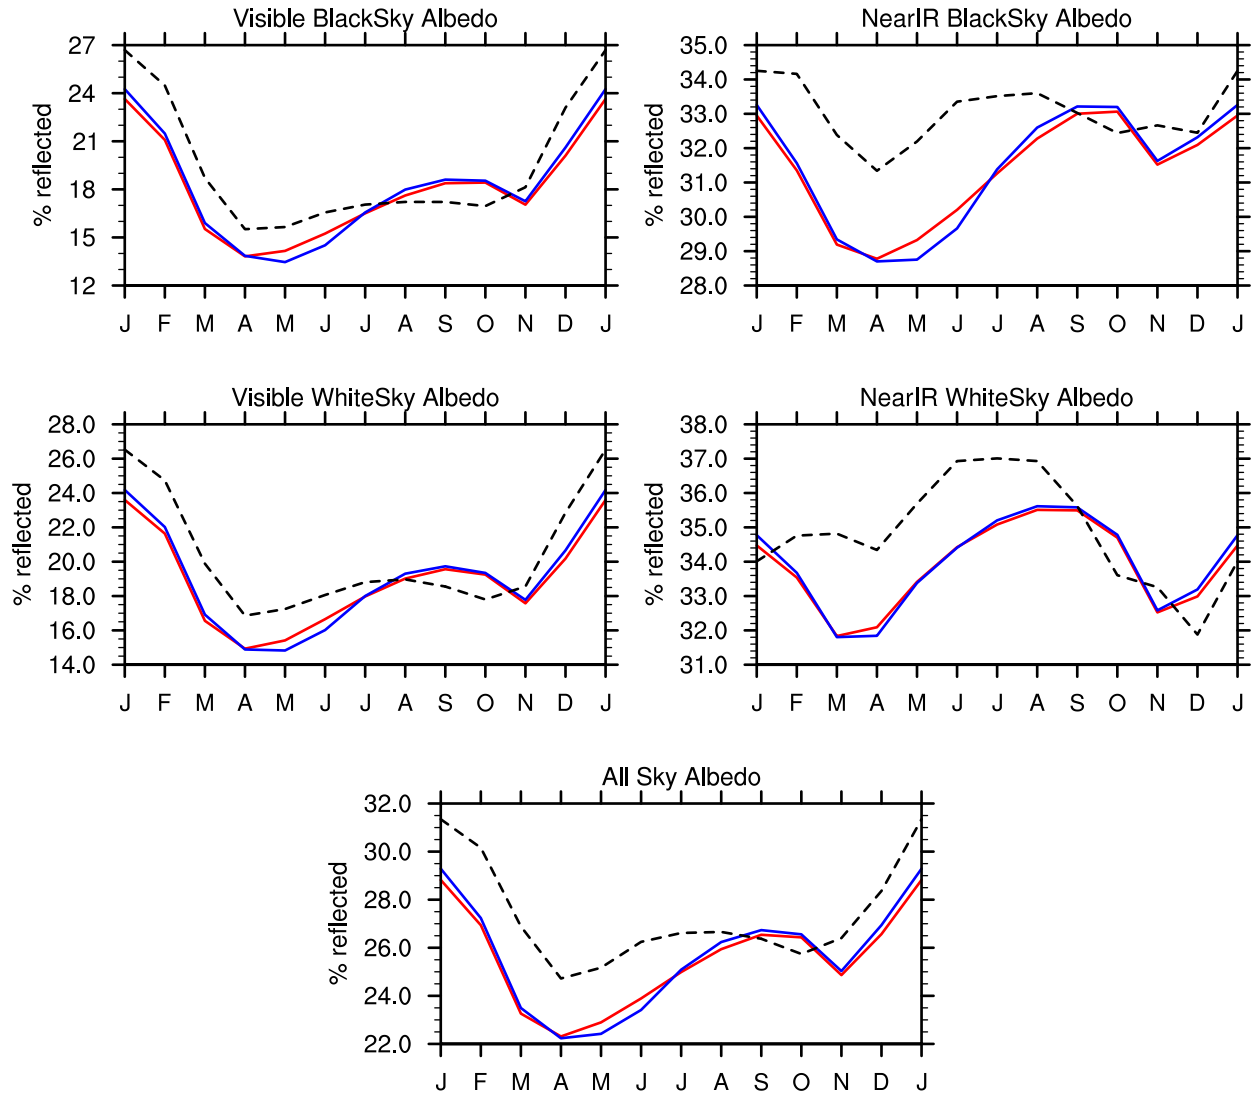 Visible BlackSky Albedo
% reflected
27
24
21
18
15
12
J F M A M J J A S O N D J
NearIR BlackSky Albedo
% reflected
35.0
34.0
33.0
32.0
31.0
30.0
29.0
28.0
J F M A M J J A S O N D J
Visible WhiteSky Albedo
% reflected
28.0
26.0
24.0
22.0
20.0
18.0
16.0
14.0
J F M A M J J A S O N D J
NearIR WhiteSky Albedo
% reflected
38.0
37.0
36.0
35.0
34.0
33.0
32.0
31.0
J F M A M J J A S O N D J
All Sky Albedo
% reflected
32.0
30.0
28.0
26.0
24.0
22.0
J F M A M J J A S O N D J